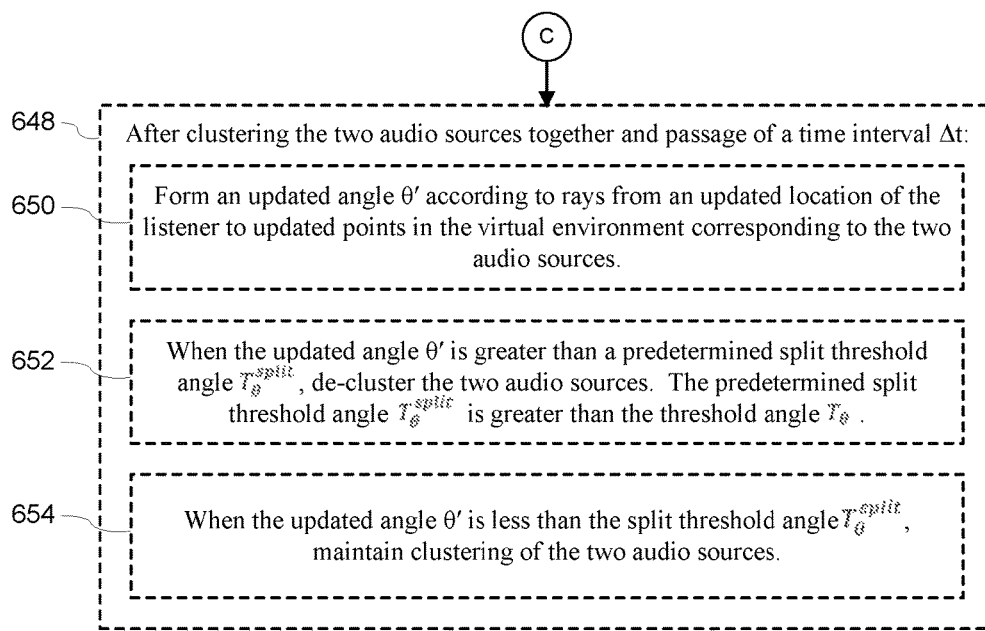 C
648
After clustering the two audio sources together and passage of a time interval Δt:
650
Form an updated angle θ′ according to rays from an updated location of the
listener to updated points in the virtual environment corresponding to the two
audio sources.
652
When the updated angle θ′ is greater than a predetermined split threshold
angle T_θ^split, de-cluster the two audio sources. The predetermined split
threshold angle T_θ^split is greater than the threshold angle T_θ .
654
When the updated angle θ′ is less than the split threshold angle T_θ^split,
maintain clustering of the two audio sources.